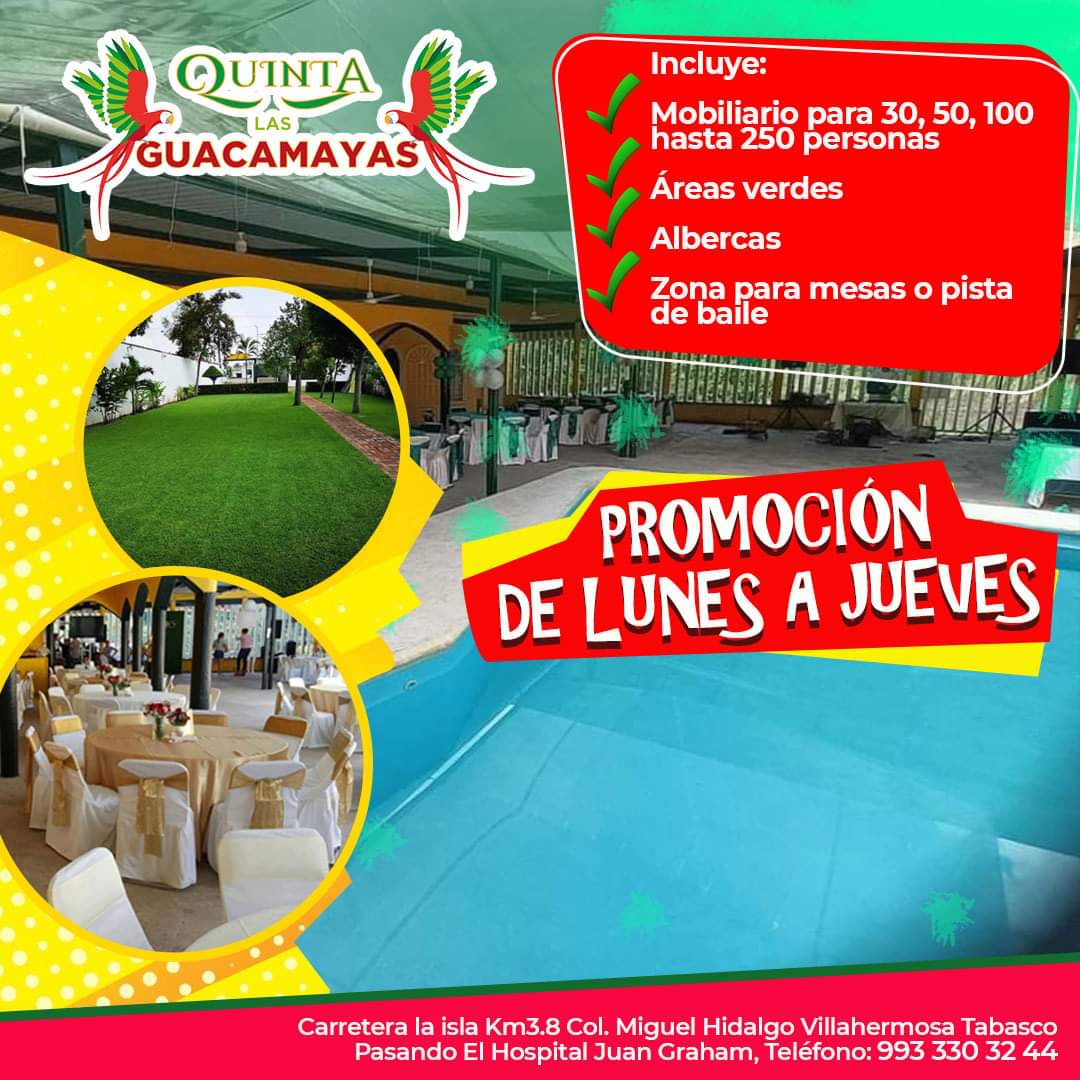 QUINTA
LAS
GUACAMAYAS
Incluye:
Mobiliario para 30, 50, 100
hasta 250 personas
Áreas verdes
Albercas
Zona para mesas o pista
de baile
PROMOCIÓN
DE LUNES A JUEVES
Carretera la isla Km3.8 Col. Miguel Hidalgo Villahermosa Tabasco
Pasando El Hospital Juan Graham, Teléfono: 993 330 32 44